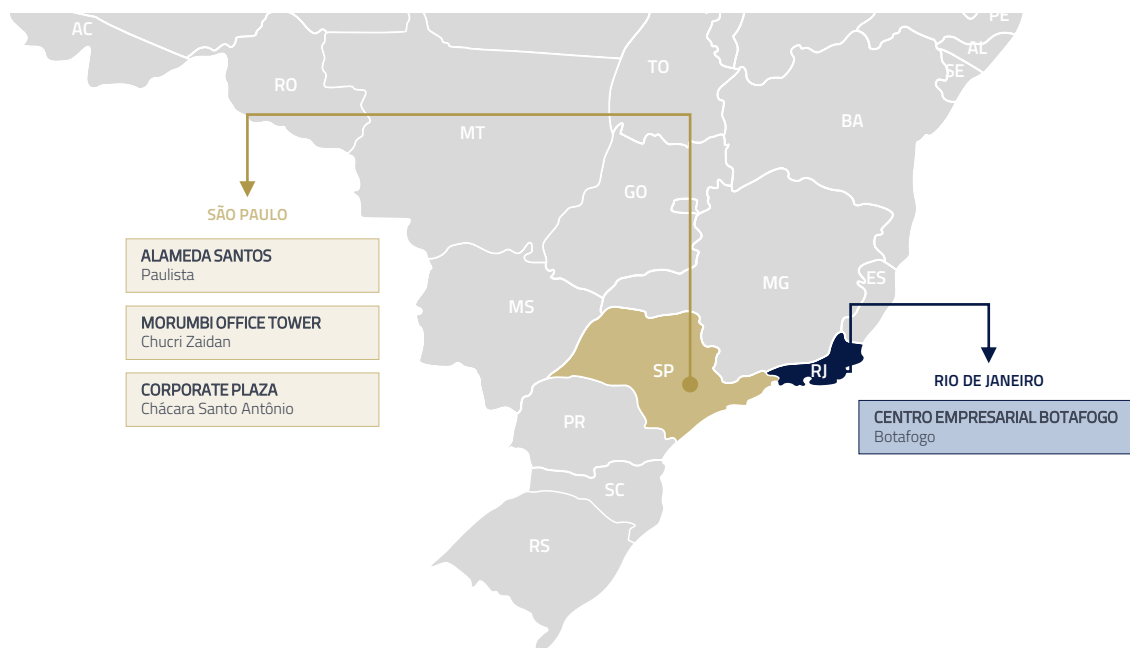 PE
AC
AL
TO
SE
RO
BA
MT
GO
SÃO PAULO
ALAMEDA SANTOS
Paulista
ES
MG
MS
MORUMBI OFFICE TOWER
Chucri Zaidan
SP
RJ
RIO DE JANEIRO
CORPORATE PLAZA
Chácara Santo Antônio
CENTRO EMPRESARIAL BOTAFOGO
Botafogo
PR
SC
RS